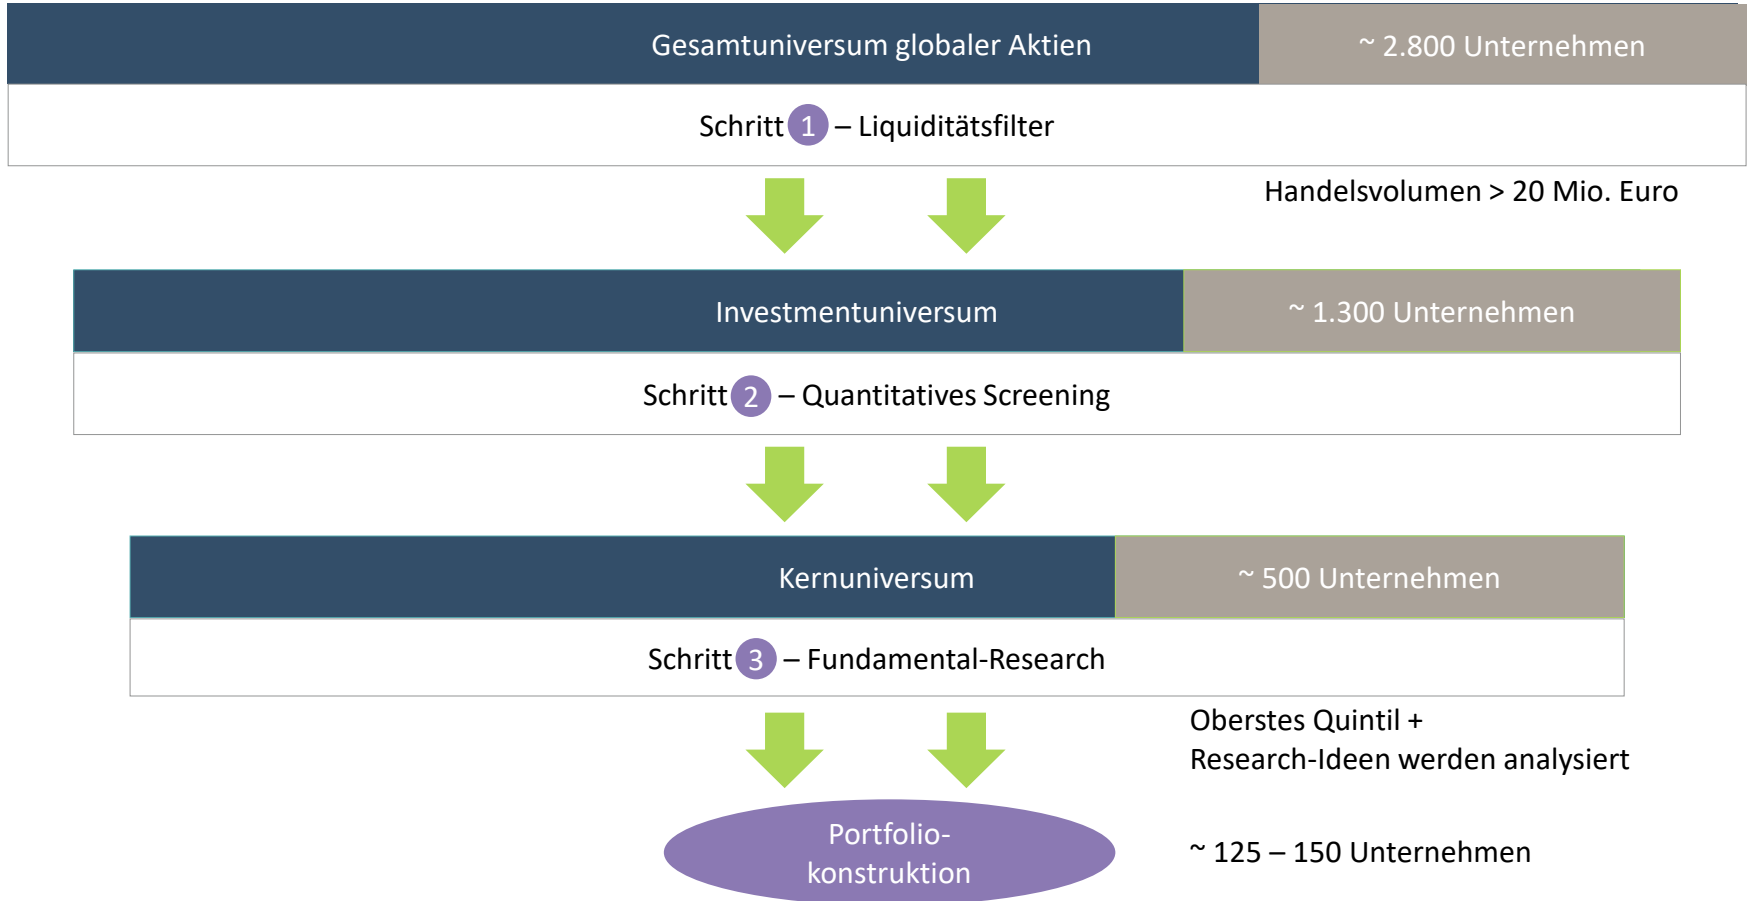 Gesamtuniversum globaler Aktien
~ 2.800 Unternehmen
Schritt 1 – Liquiditätsfilter
Handelsvolumen > 20 Mio. Euro
Investmentuniversum
~ 1.300 Unternehmen
Schritt 2 – Quantitatives Screening
Kernuniversum
~ 500 Unternehmen
Schritt 3 – Fundamental-Research
Oberstes Quintil +
Research-Ideen werden analysiert
Portfolio-
konstruktion
~ 125 – 150 Unternehmen